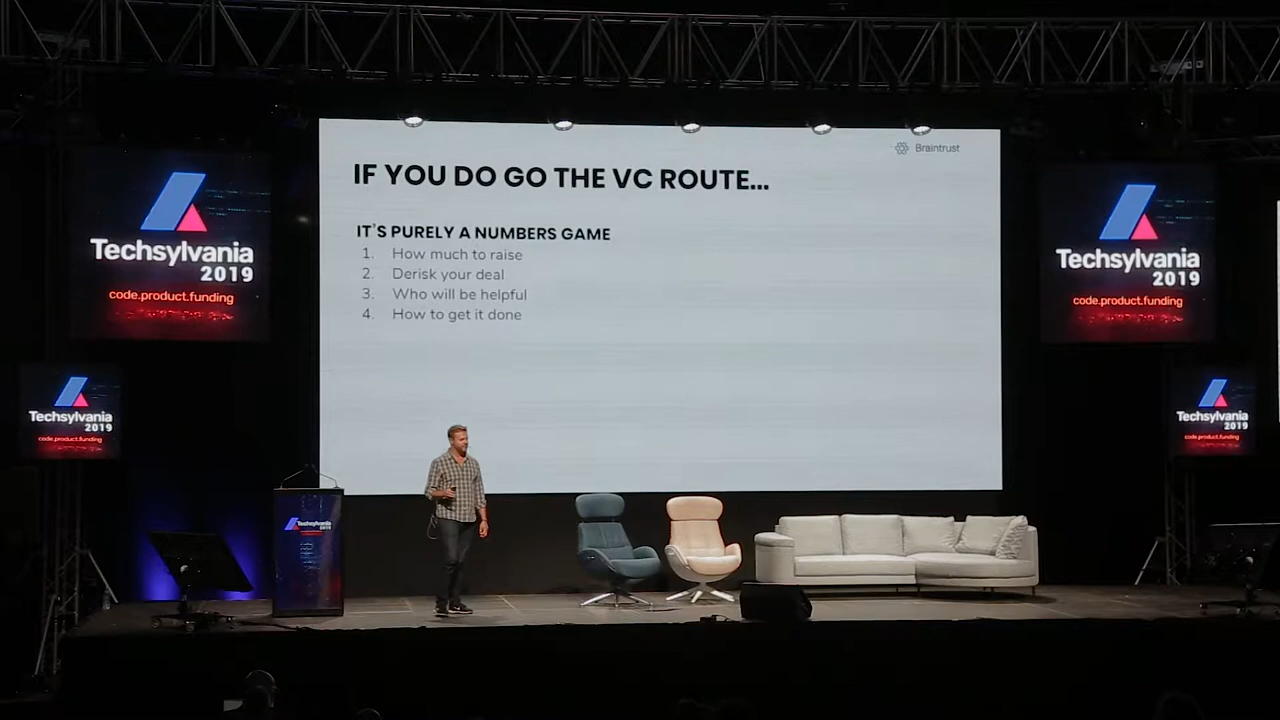 Braintrust
IF YOU DO GO THE VC ROUTE...
IT'S PURELY A NUMBERS GAME
1. How much to raise
2. Derisk your deal
3. Who will be helpful
4. How to get it done
Techsylvania
2019
code.product.funding
Techsylvania
2019
code.product.funding
Techsylvania
2019
code.product.funding
Techsylvania
2019
code.product.funding
Techsylvania
2019